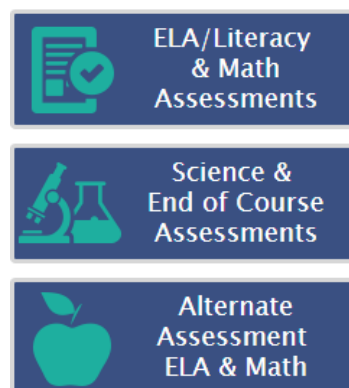 ELA/Literacy
& Math
Assessments
Science &
End of Course
Assessments
Alternate
Assessment
ELA & Math